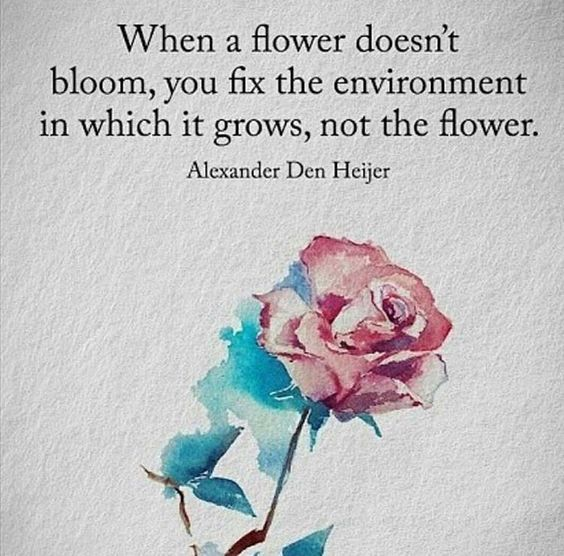 When a flower doesn't
bloom, you fix the environment
in which it grows, not the flower.
Alexander Den Heijer